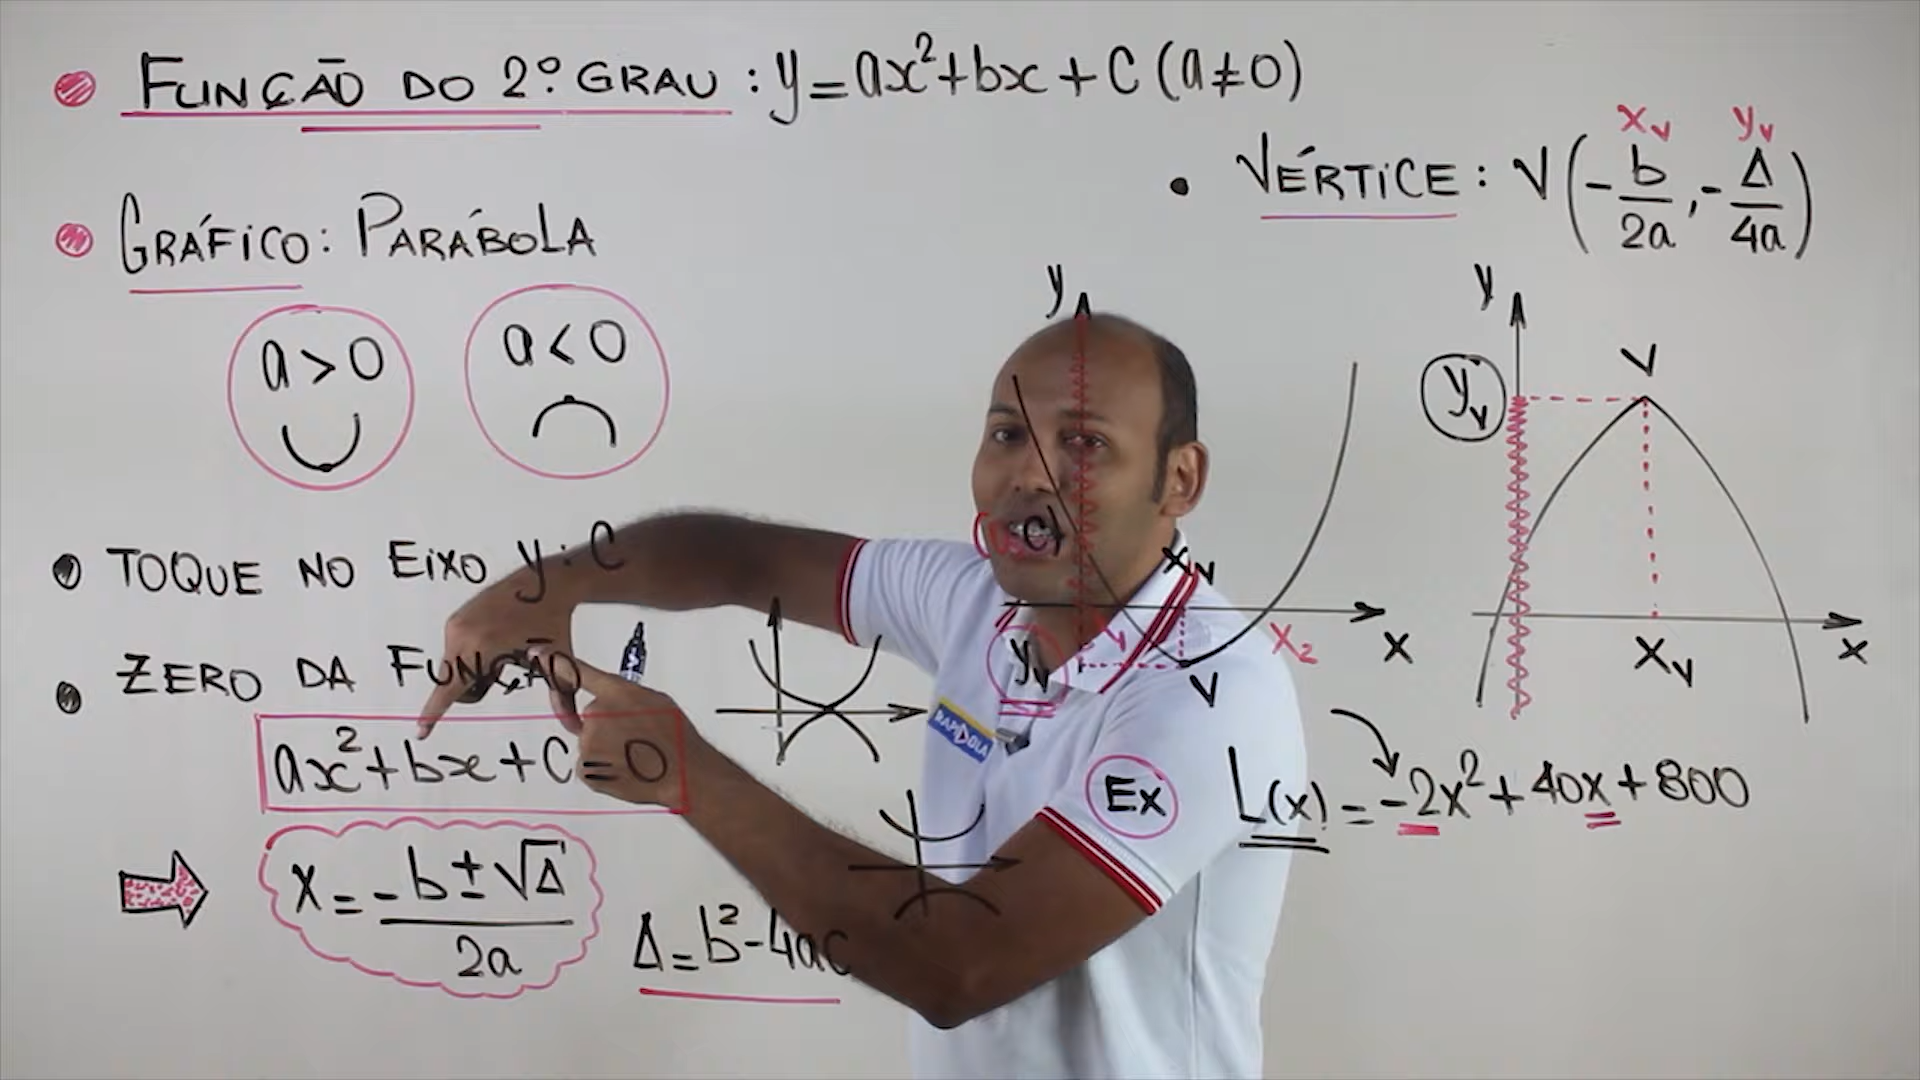 FUNÇÃO DO 2º GRAU : y = ax² + bx + C (a ≠ 0)
GRÁFICO: PARÁBOLA
a > 0
a < 0
TOQUE NO EIXO y : C
ZERO DA FUNÇÃO
ax² + bx + C = 0
x = -b ± √Δ
2a
Δ = b² - 4ac
xᵥ yᵥ
• VÉRTICE : V (-b/2a, -Δ/4a)
y
xᵥ
yᵥ
x₂
x
V
y
V
yᵥ
xᵥ
x
RAPIDOLA
Ex
L(x) = -2x² + 40x + 800